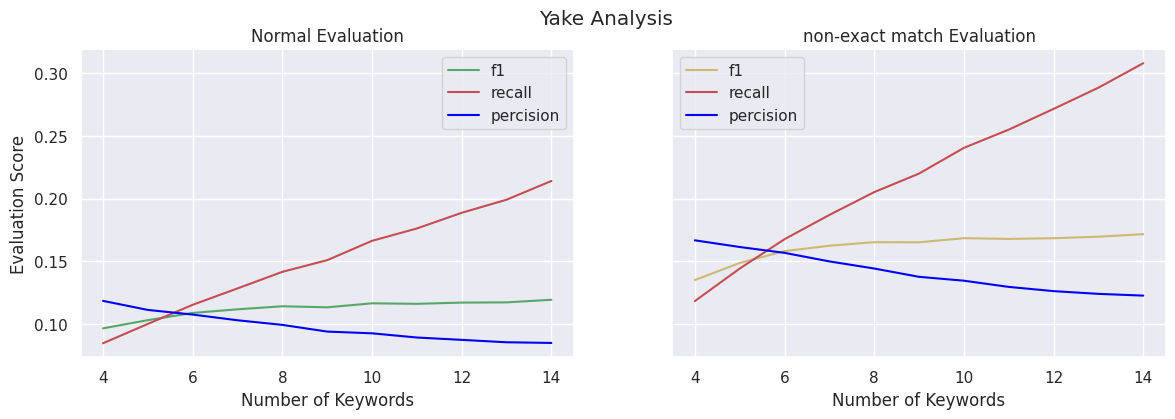 Yake Analysis
Normal Evaluation
f1
recall
percision
0.30
0.25
0.20
0.15
0.10
Evaluation Score
4 6 8 10 12 14
Number of Keywords
non-exact match Evaluation
f1
recall
percision
4 6 8 10 12 14
Number of Keywords